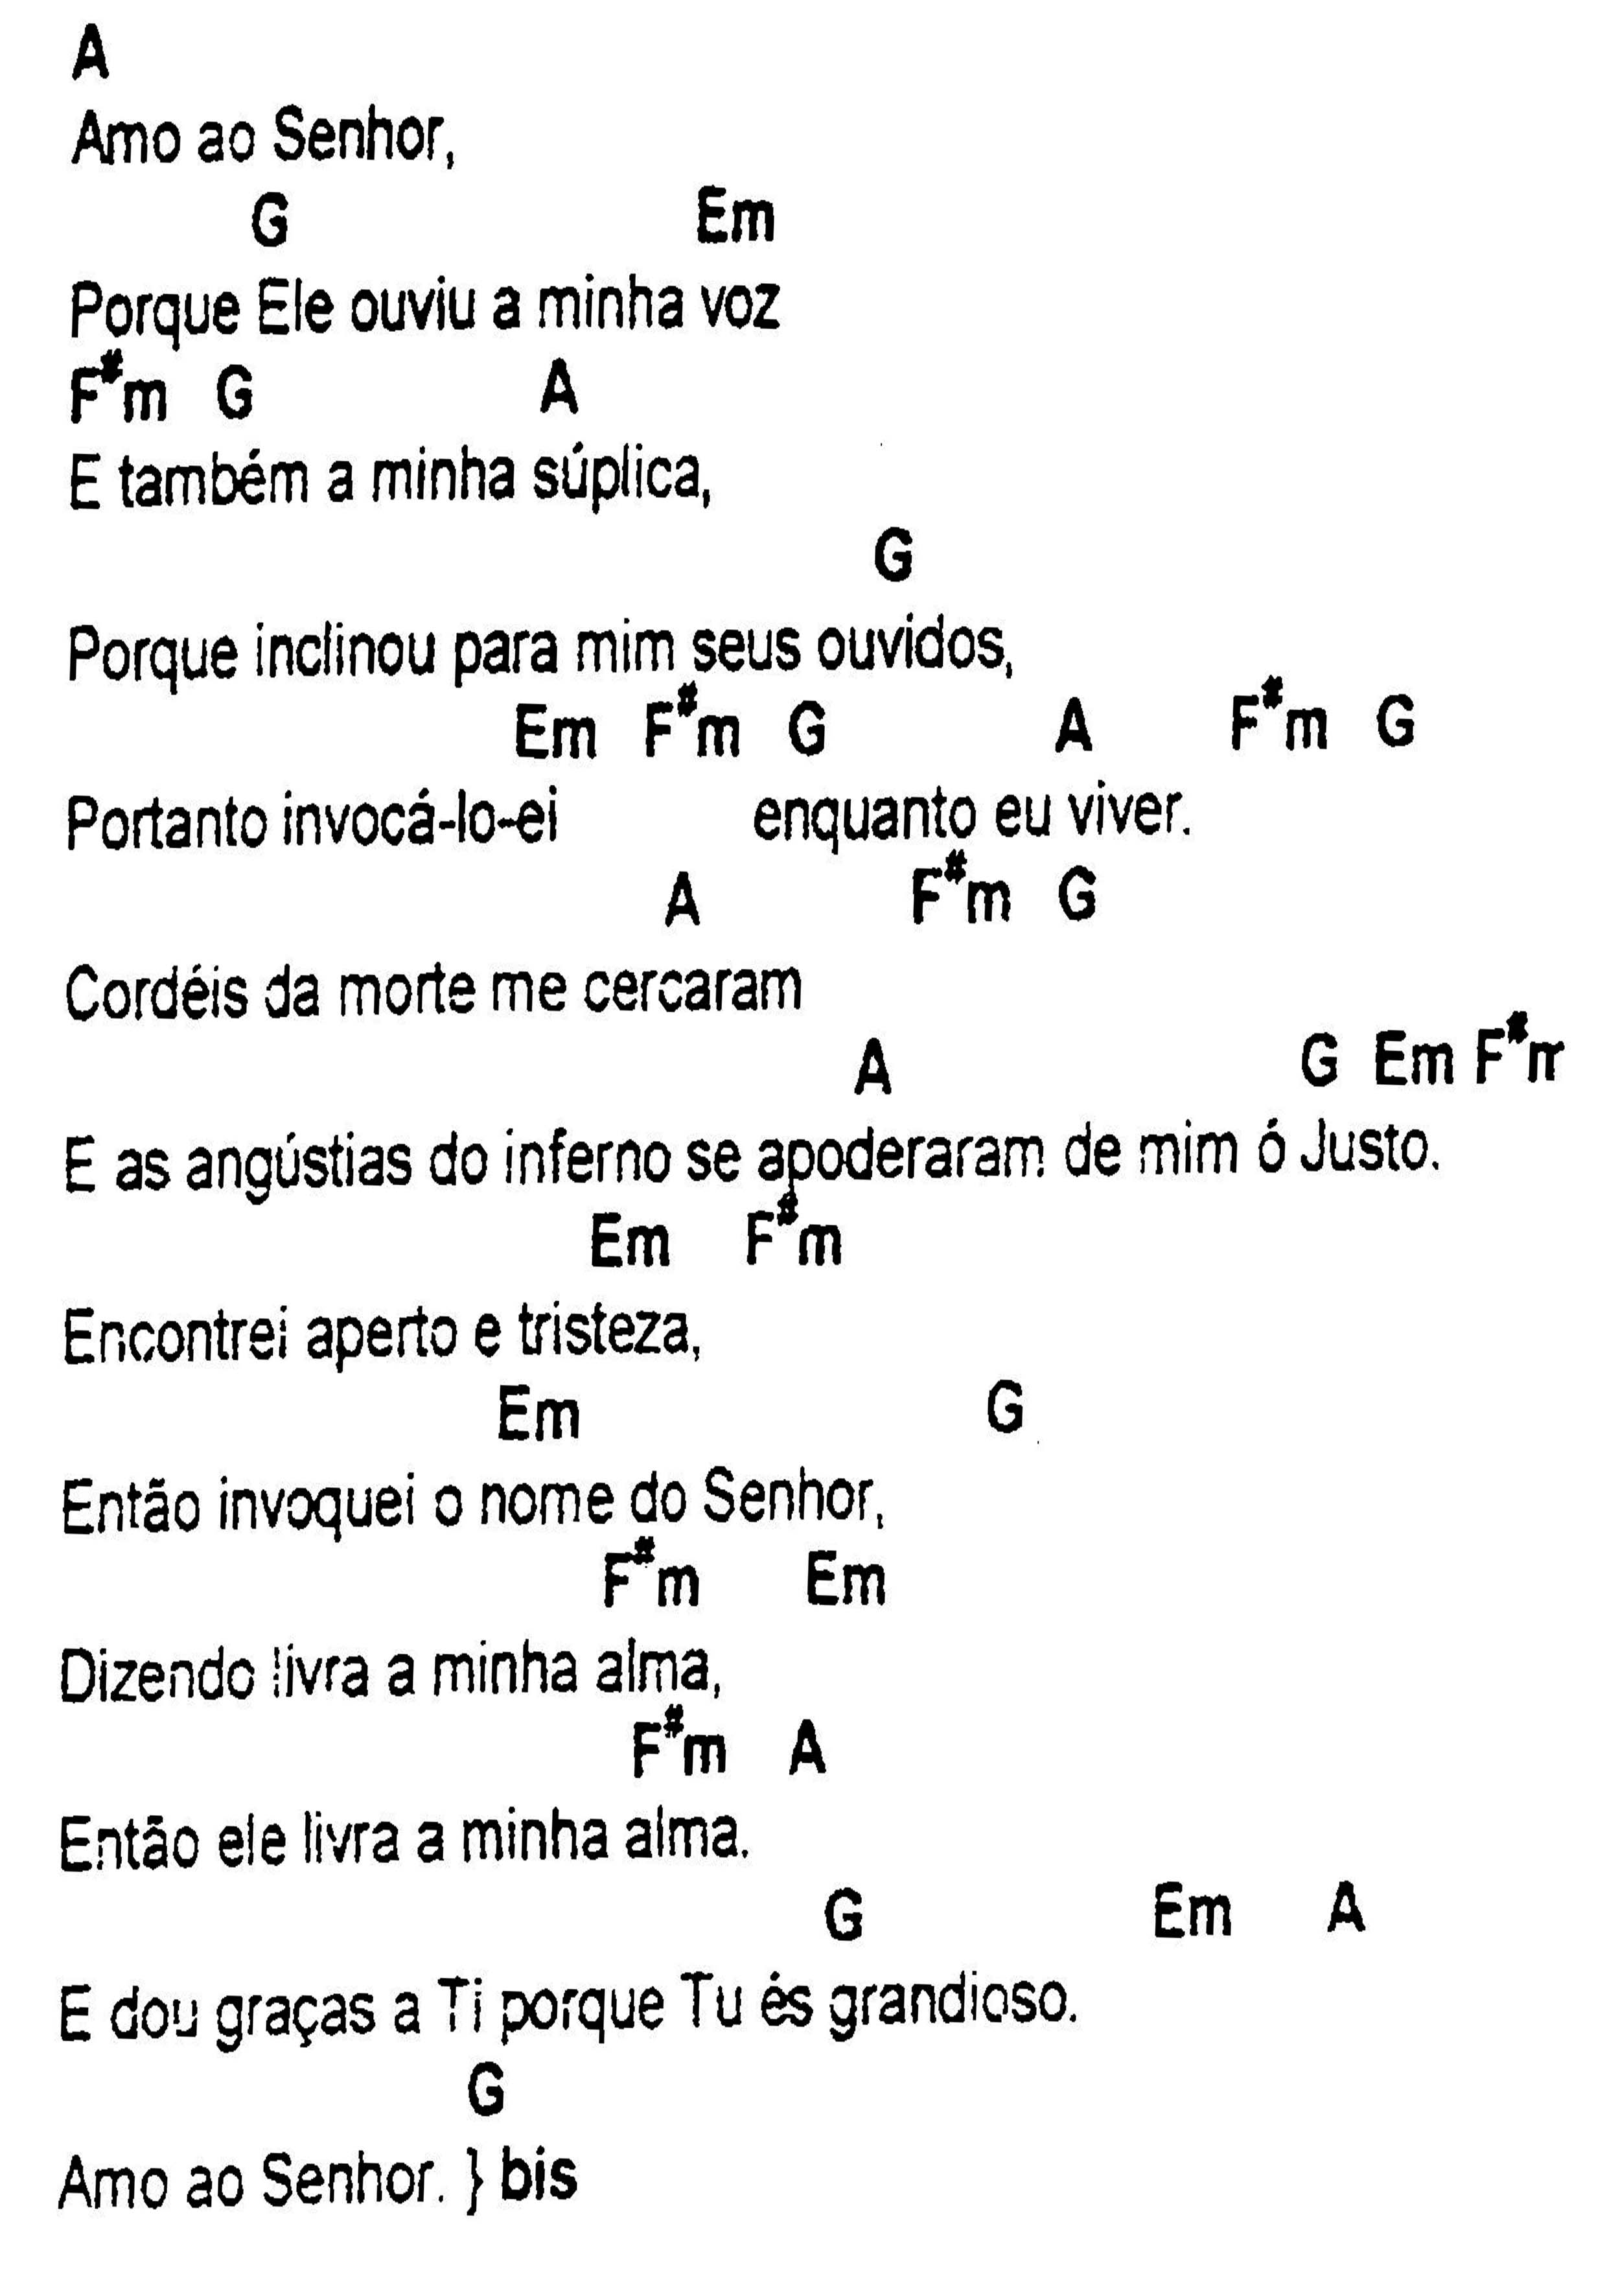 A
Amo ao Senhor,
G Em
Porque Ele ouviu a minha voz
F#m G A
E também a minha súplica,
G
Porque inclinou para mim seus ouvidos,
Em F#m G A F#m G
Portanto invocá-lo-ei enquanto eu viver.
A F#m G
Cordéis da morte me cercaram
A G Em F#m
E as angústias do inferno se apoderaram de mim ó Justo.
Em F#m
Encontrei aperto e tristeza,
Em G
Então invoquei o nome do Senhor,
F#m Em
Dizendo livra a minha alma,
F#m A
Então ele livra a minha alma.
G Em A
E dou graças a Ti porque Tu és grandioso.
G
Amo ao Senhor. } bis